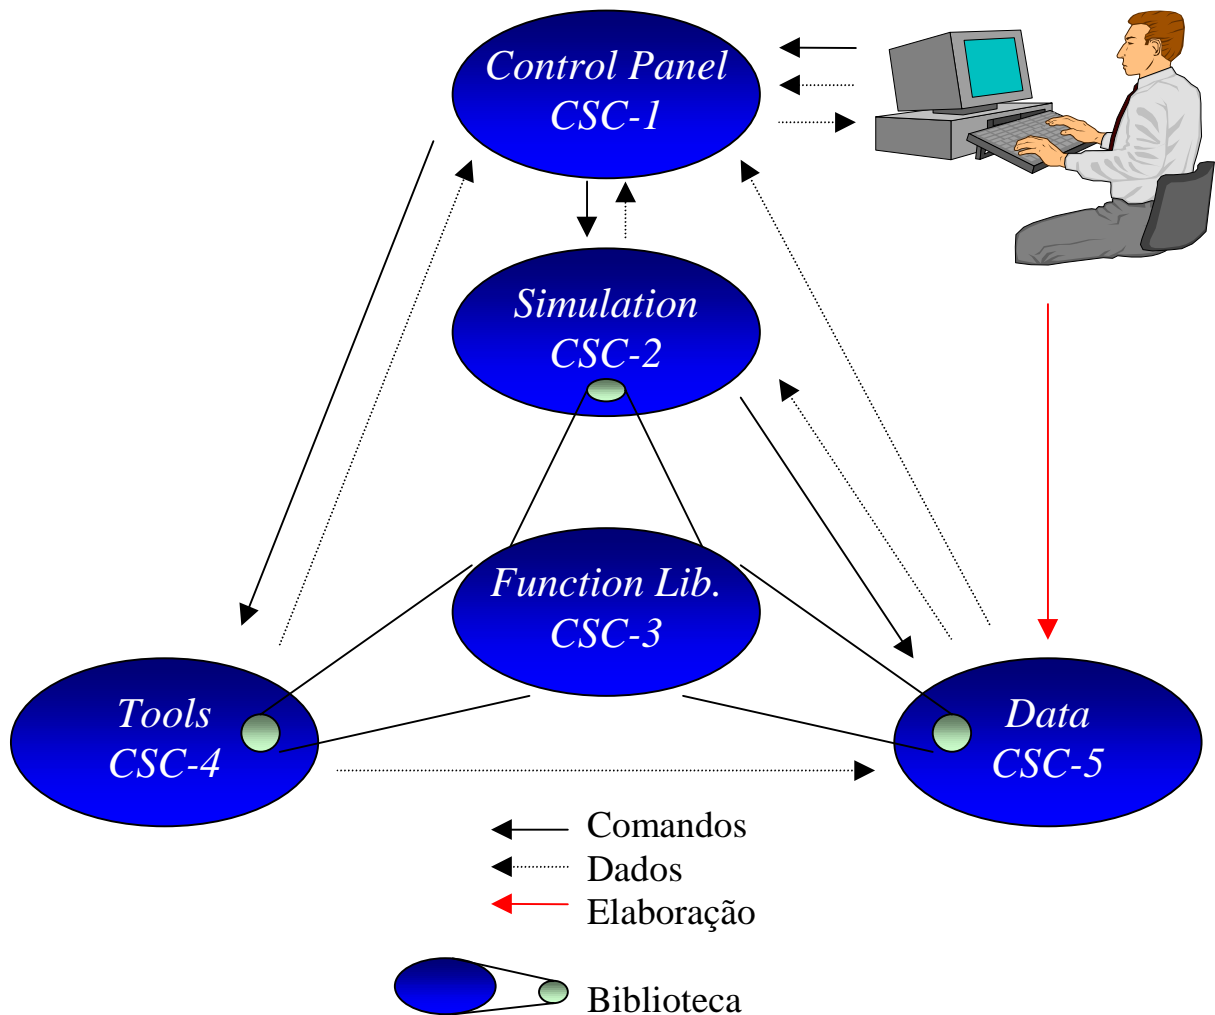 Control Panel
CSC-1
Simulation
CSC-2
Function Lib.
CSC-3
Tools
CSC-4
Data
CSC-5
Comandos
Dados
Elaboração
Biblioteca